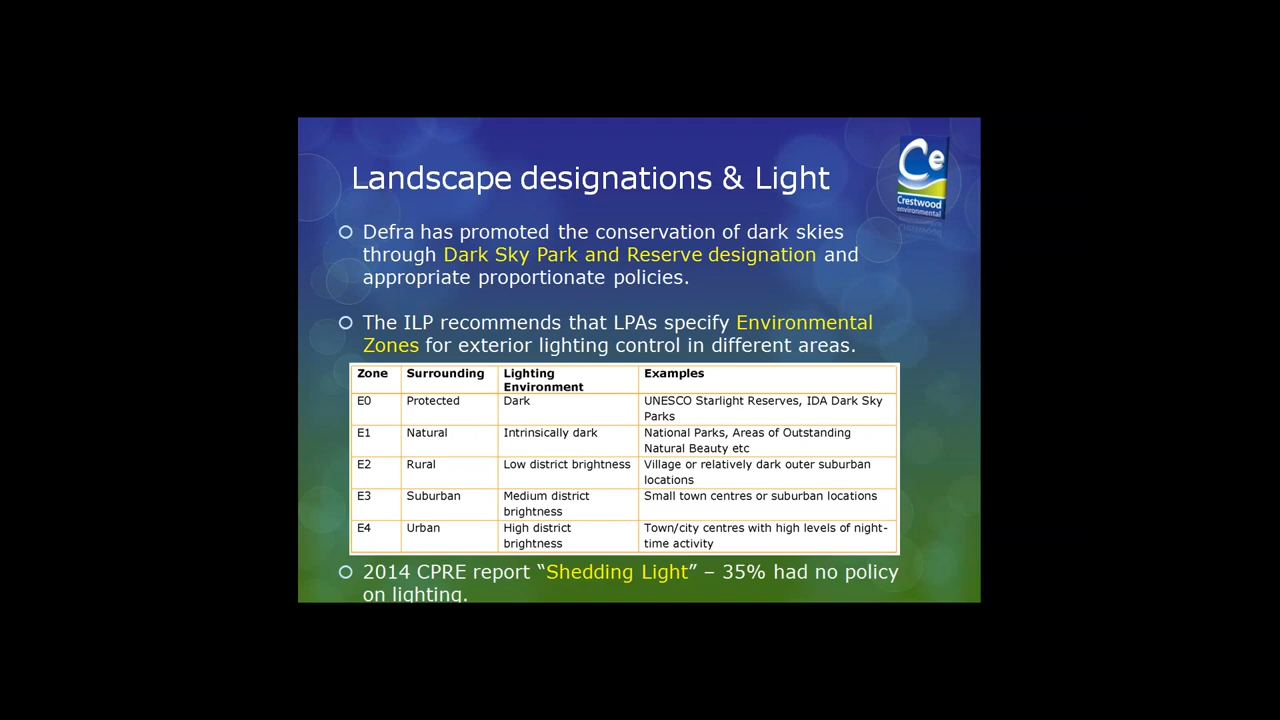 Landscape designations & Light
Ce
Crestwood
environmental
Defra has promoted the conservation of dark skies
through Dark Sky Park and Reserve designation and
appropriate proportionate policies.
The ILP recommends that LPAs specify Environmental
Zones for exterior lighting control in different areas.
Zone Surrounding Lighting Environment Examples
E0 Protected Dark UNESCO Starlight Reserves, IDA Dark Sky Parks
E1 Natural Intrinsically dark National Parks, Areas of Outstanding Natural Beauty etc
E2 Rural Low district brightness Village or relatively dark outer suburban locations
E3 Suburban Medium district brightness Small town centres or suburban locations
E4 Urban High district brightness Town/city centres with high levels of night-time activity
2014 CPRE report “Shedding Light” – 35% had no policy
on lighting.